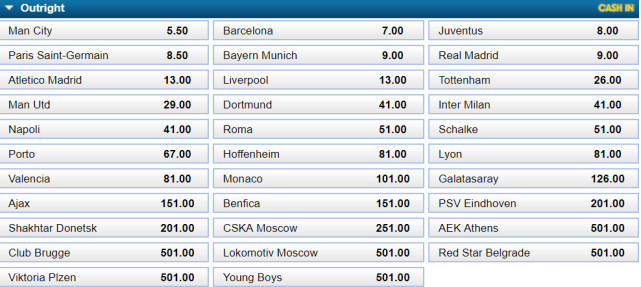 Outright CASH IN
Man City 5.50 Barcelona 7.00 Juventus 8.00
Paris Saint-Germain 8.50 Bayern Munich 9.00 Real Madrid 9.00
Atletico Madrid 13.00 Liverpool 13.00 Tottenham 26.00
Man Utd 29.00 Dortmund 41.00 Inter Milan 41.00
Napoli 41.00 Roma 51.00 Schalke 51.00
Porto 67.00 Hoffenheim 81.00 Lyon 81.00
Valencia 81.00 Monaco 101.00 Galatasaray 126.00
Ajax 151.00 Benfica 151.00 PSV Eindhoven 201.00
Shakhtar Donetsk 201.00 CSKA Moscow 251.00 AEK Athens 501.00
Club Brugge 501.00 Lokomotiv Moscow 501.00 Red Star Belgrade 501.00
Viktoria Plzen 501.00 Young Boys 501.00